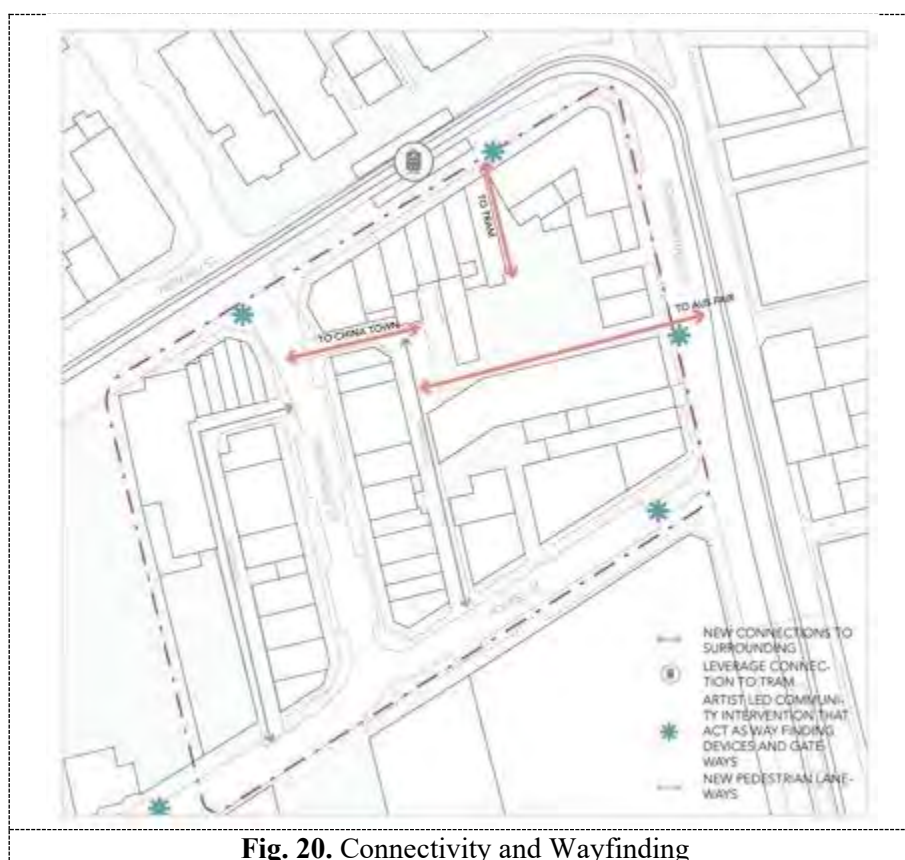 TO TRAM
TO AUS FAIR
TO CHINA TOWN
NEW CONNECTIONS TO
SURROUNDING
LEVERAGE CONNEC-
TION TO TRAM
ARTIST LED COMMUNI-
TY INTERVENTION THAT
ACT AS WAY FINDING
DEVICES AND GATE-
WAYS
NEW PEDESTRIAN LANE-
WAYS
Fig. 20. Connectivity and Wayfinding